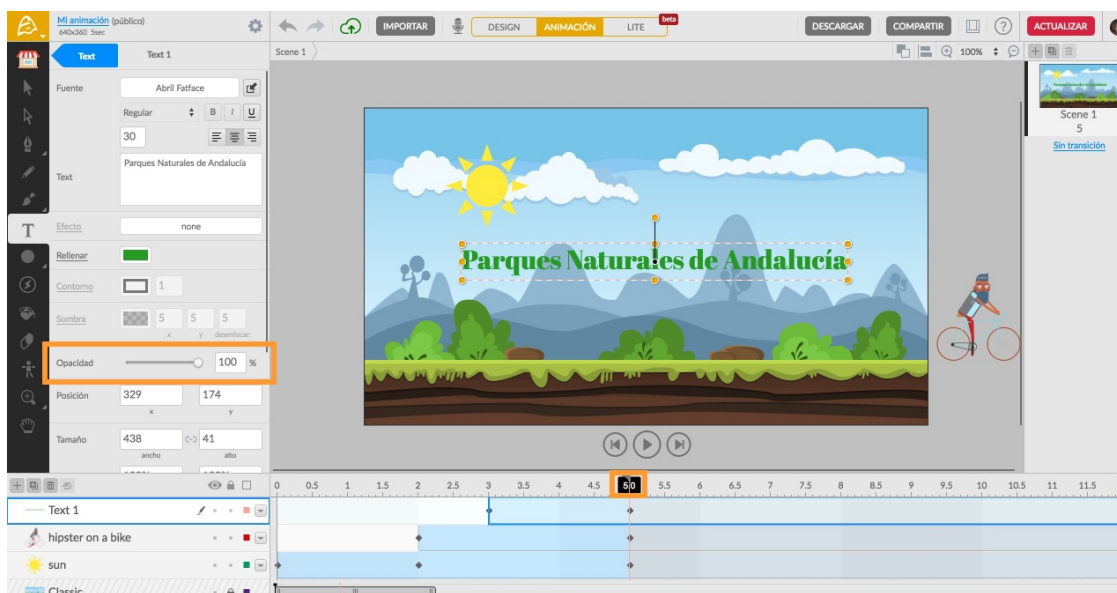 Mi animación (público)
640x360 5sec
IMPORTAR
DESIGN ANIMACIÓN LITE beta
DESCARGAR COMPARTIR ? ACTUALIZAR
Text Text 1
Scene 1
100%
Fuente Abril Fatface
Regular B I U
30
Text Parques Naturales de Andalucía
Efecto none
Rellenar
Contorno 1
Sombra 5 5 5
x y desenfocar:
Opacidad 100 %
Posición 329 174
x y
Tamaño 438 41
ancho alto
Parques Naturales de Andalucía
Scene 1
5
Sin transición
0 0.5 1 1.5 2 2.5 3 3.5 4 4.5 5.0 5.5 6 6.5 7 7.5 8 8.5 9 9.5 10 10.5 11 11.5
Text 1
hipster on a bike
sun
Classic